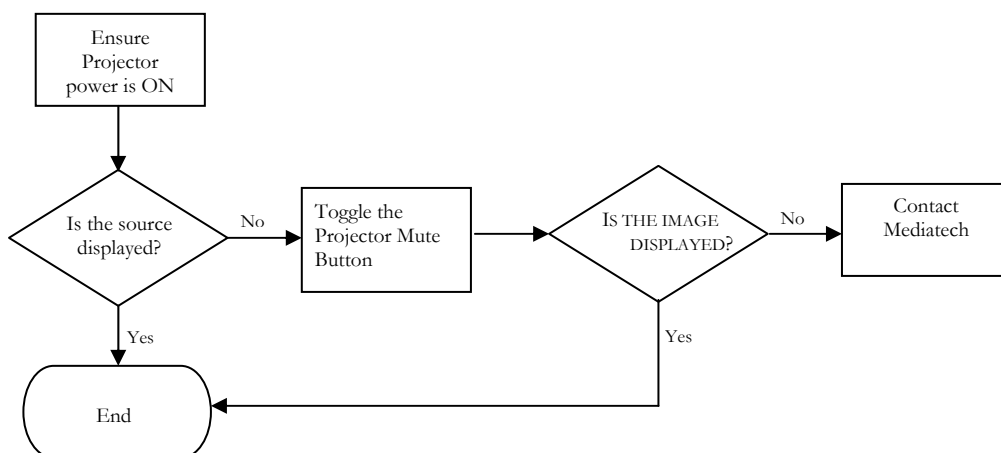 Ensure
Projector
power is ON
Is the source
displayed?
No
Toggle the
Projector Mute
Button
IS THE IMAGE
DISPLAYED?
No
Contact
Mediatech
Yes
Yes
End